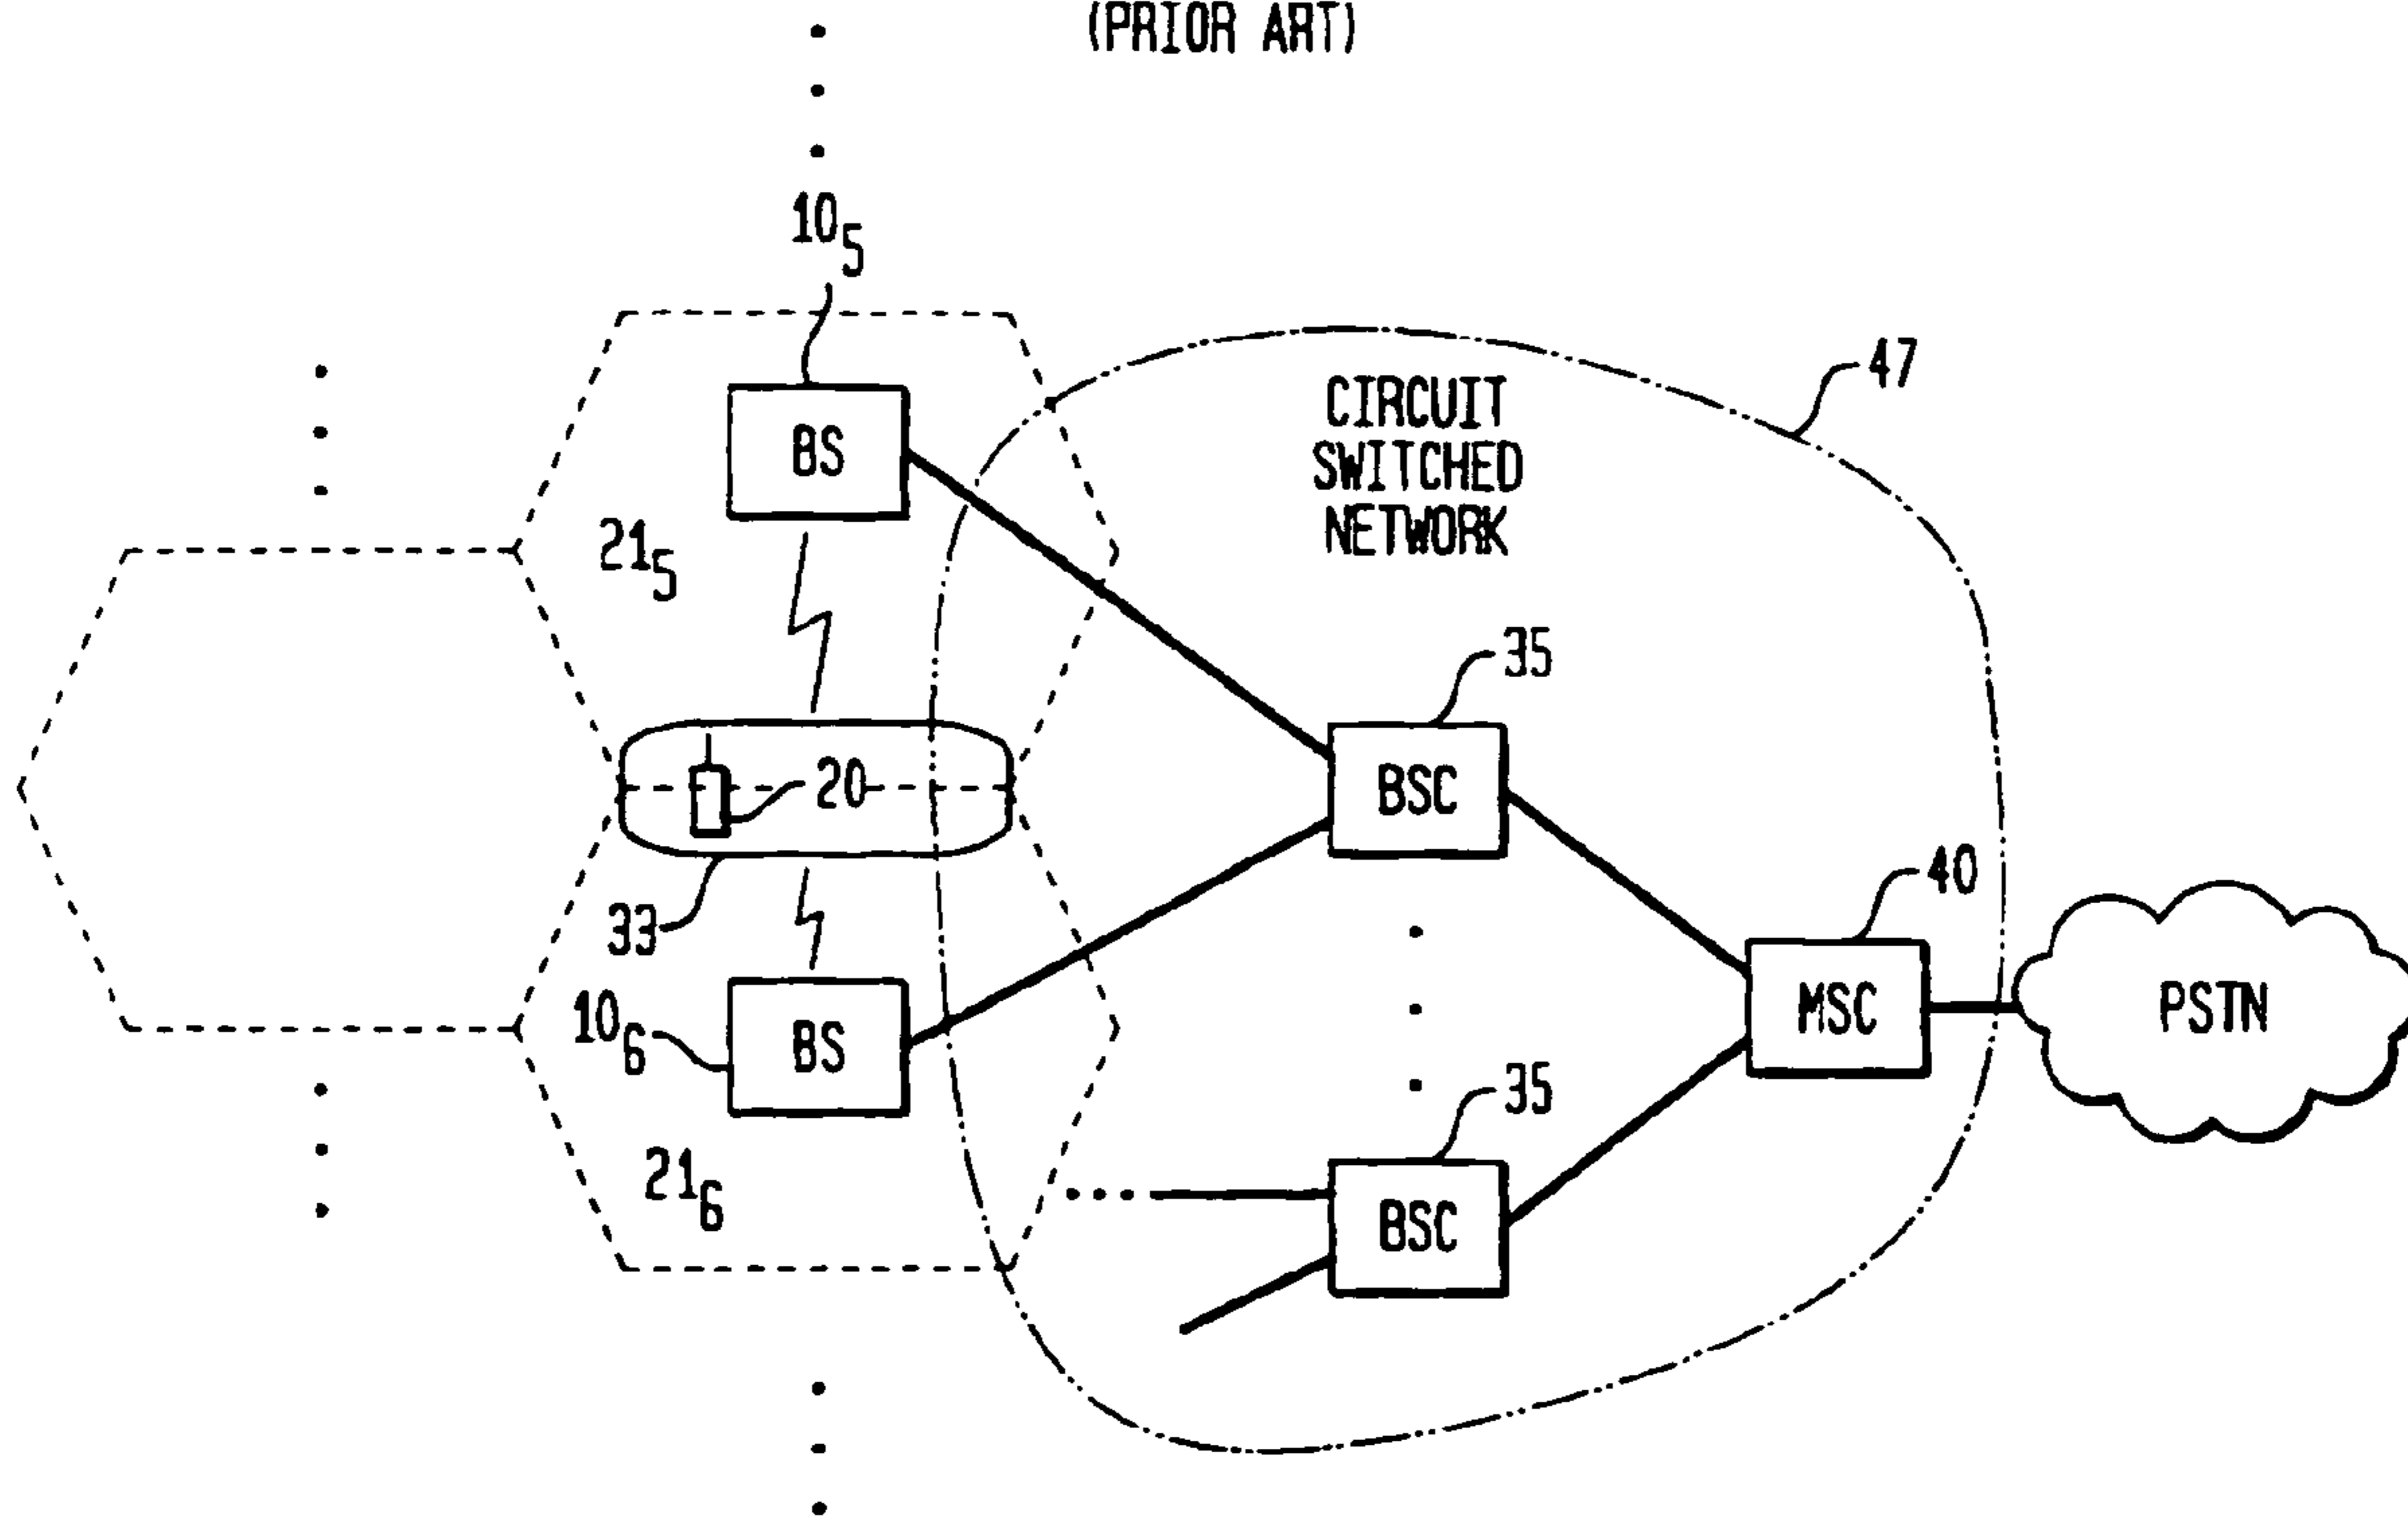 (PRIOR ART)
10₅
47
CIRCUIT
SWITCHED
NETWORK
BS
21₅
35
20
BSC
40
33
MSC
PSTN
10₆
BS
35
21₆
BSC